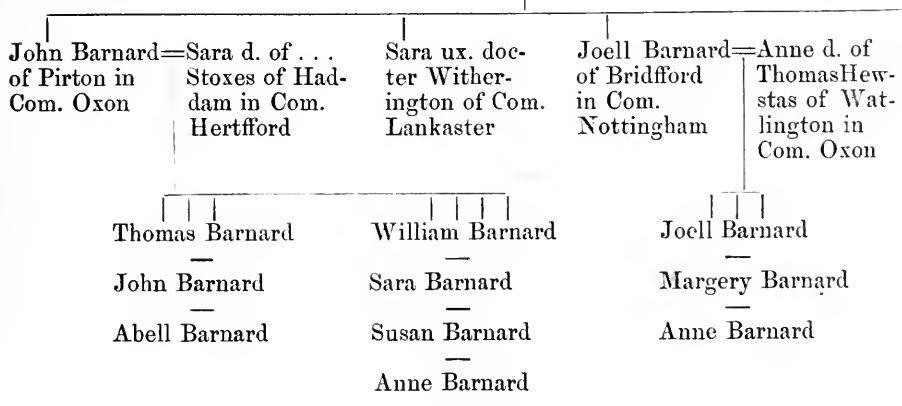 John Barnard=Sara d. of . . .
of Pirton in
Com. Oxon
Stoxes of Had-
dam in Com.
Hertfford
Sara ux. doc-
ter Wither-
ington of Com.
Lankaster
Joell Barnard=Anne d. of
of Bridfford
in Com.
Nottingham
ThomasHew-
stas of Wat-
lington in
Com. Oxon
Thomas Barnard
John Barnard
Abell Barnard
William Barnard
Sara Barnard
Susan Barnard
Anne Barnard
Joell Barnard
Margery Barnard
Anne Barnard